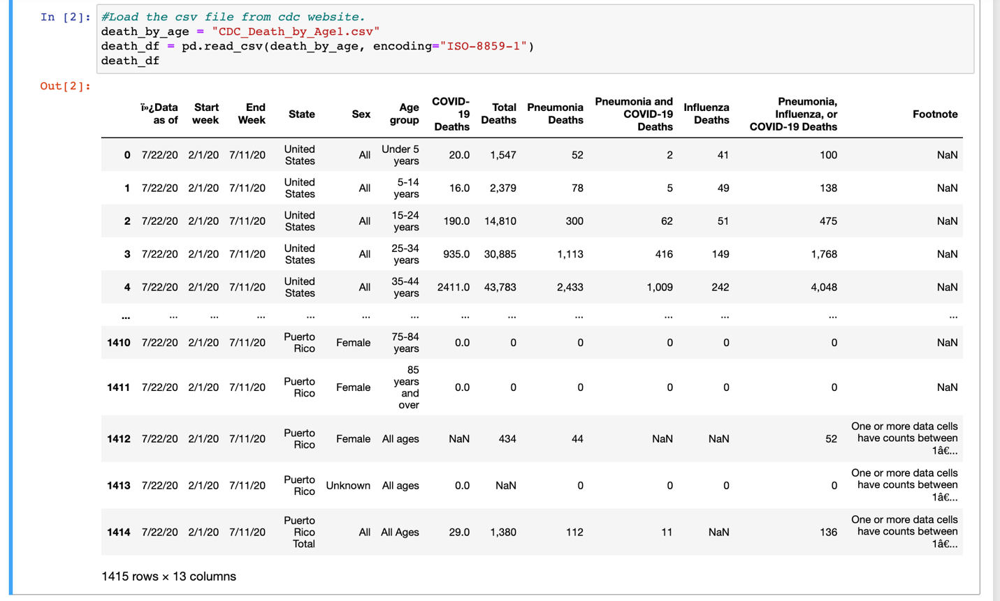 In [2]: #Load the csv file from cdc website.
death_by_age = "CDC_Death_by_Age1.csv"
death_df = pd.read_csv(death_by_age, encoding="ISO-8859-1")
death_df
Out[2]:
ï»¿Data as of Start week End Week State Sex Age group COVID-19 Deaths Total Deaths Pneumonia Deaths Pneumonia and COVID-19 Deaths Influenza Deaths Pneumonia, Influenza, or COVID-19 Deaths Footnote
0 7/22/20 2/1/20 7/11/20 United States All Under 5 years 20.0 1,547 52 2 41 100 NaN
1 7/22/20 2/1/20 7/11/20 United States All 5-14 years 16.0 2,379 78 5 49 138 NaN
2 7/22/20 2/1/20 7/11/20 United States All 15-24 years 190.0 14,810 300 62 51 475 NaN
3 7/22/20 2/1/20 7/11/20 United States All 25-34 years 935.0 30,885 1,113 416 149 1,768 NaN
4 7/22/20 2/1/20 7/11/20 United States All 35-44 years 2411.0 43,783 2,433 1,009 242 4,048 NaN
... ... ... ... ... ... ... ... ... ... ... ... ... ...
1410 7/22/20 2/1/20 7/11/20 Puerto Rico Female 75-84 years 0.0 0 0 0 0 0 NaN
1411 7/22/20 2/1/20 7/11/20 Puerto Rico Female 85 years and over 0.0 0 0 0 0 0 NaN
1412 7/22/20 2/1/20 7/11/20 Puerto Rico Female All ages NaN 434 44 NaN NaN 52 One or more data cells have counts between 1â€...
1413 7/22/20 2/1/20 7/11/20 Puerto Rico Unknown All ages 0.0 NaN 0 0 0 0 One or more data cells have counts between 1â€...
1414 7/22/20 2/1/20 7/11/20 Puerto Rico Total All All Ages 29.0 1,380 112 11 NaN 136 One or more data cells have counts between 1â€...
1415 rows × 13 columns